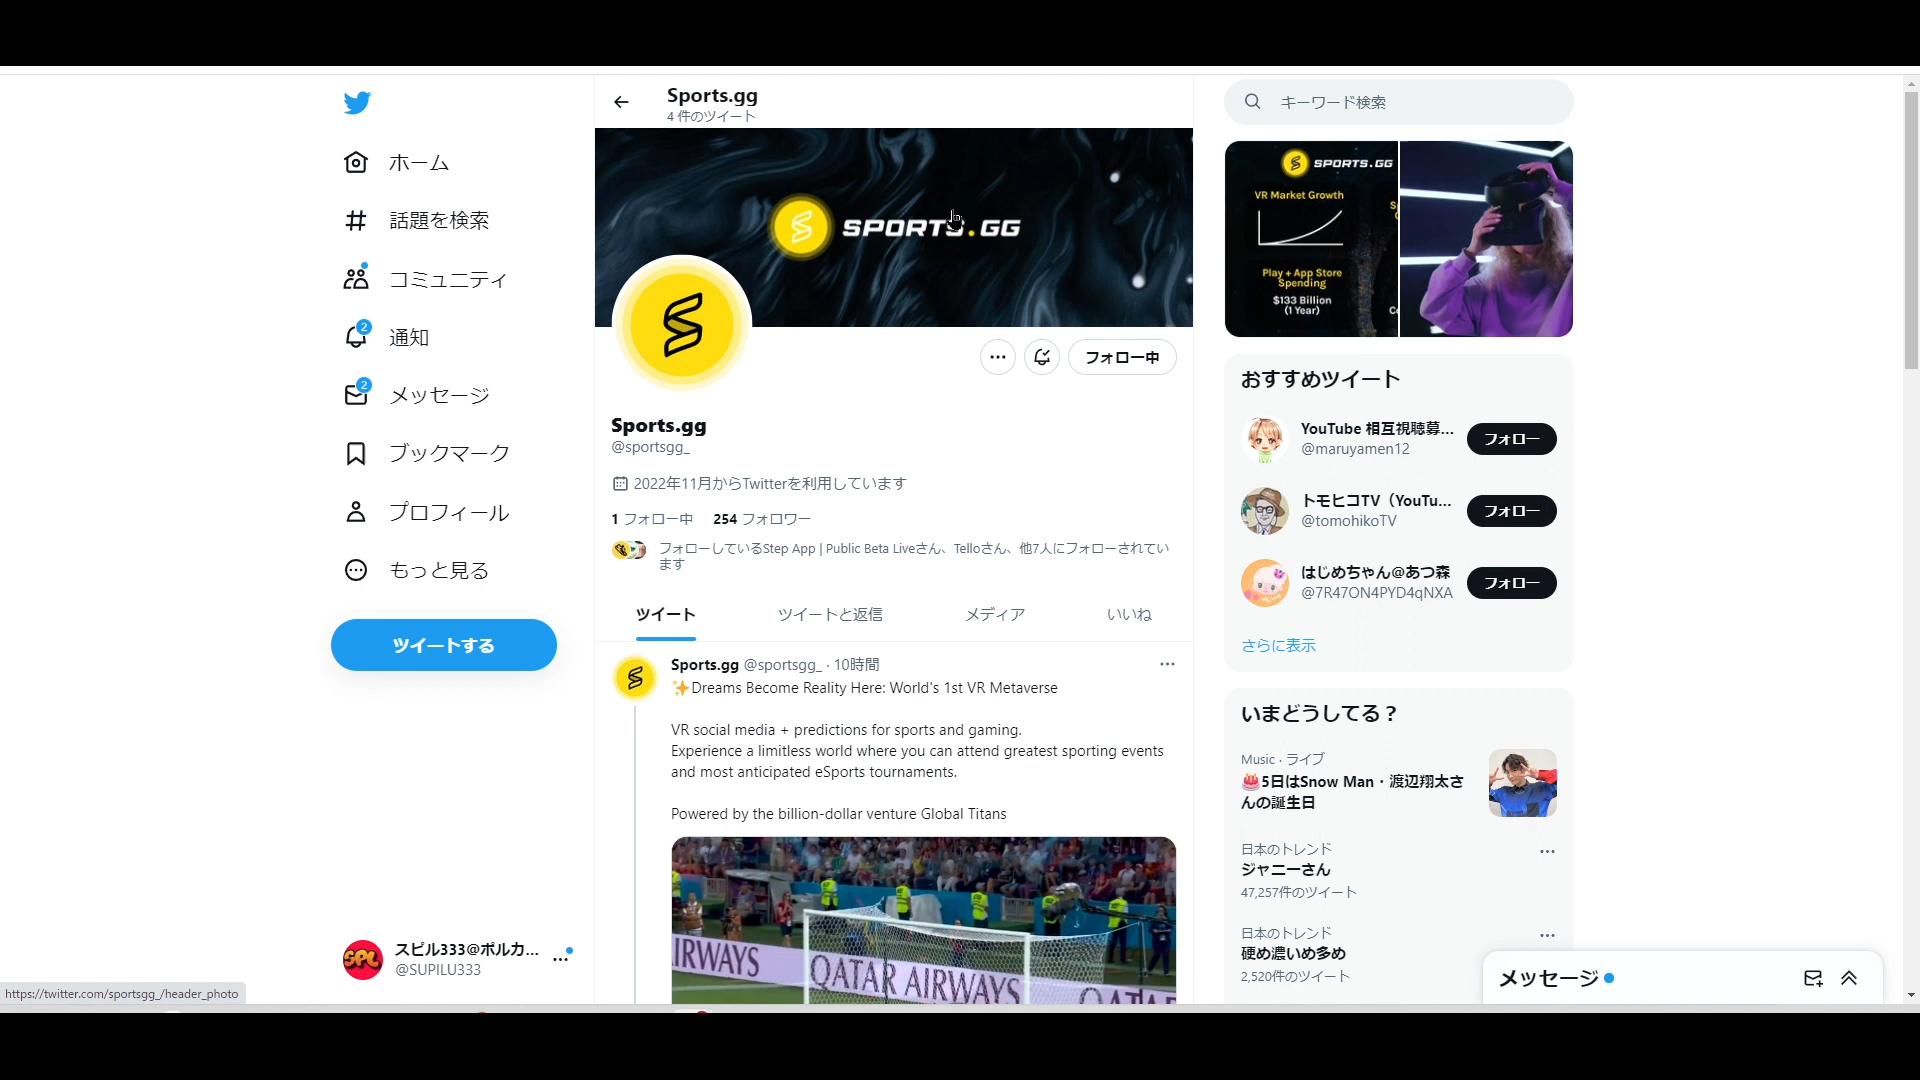 ホーム
話題を検索
コミュニティ
2
通知
2
メッセージ
ブックマーク
プロフィール
もっと見る
ツイートする
スピル333@ポルカ...
@SUPILU333
https://twitter.com/sportsgg_/header_photo
Sports.gg
4 件のツイート
SPORTS.GG
フォロー中
Sports.gg
@sportsgg_
2022年11月からTwitterを利用しています
1 フォロー中 254 フォロワー
フォローしているStep App | Public Beta Liveさん、Telloさん、他7人にフォローされてい
ます
ツイート ツイートと返信 メディア いいね
Sports.gg @sportsgg_ · 10時間
✨Dreams Become Reality Here: World's 1st VR Metaverse
VR social media + predictions for sports and gaming.
Experience a limitless world where you can attend greatest sporting events
and most anticipated eSports tournaments.
Powered by the billion-dollar venture Global Titans
IRWAYS
QATAR AIRWAYS
QATA
キーワード検索
SPORTS.GG
VR Market Growth
Play + App Store
Spending
$133 Billion
(1 Year)
おすすめツイート
YouTube 相互視聴募...
@maruyamen12
フォロー
トモヒコTV（YouTu...
@tomohikoTV
フォロー
はじめちゃん@あつ森
@7R47ON4PYD4qNXA
フォロー
さらに表示
いまどうしてる？
Music · ライブ
🎂5日はSnow Man・渡辺翔太さ
んの誕生日
日本のトレンド
ジャニーさん
47,257件のツイート
日本のトレンド
硬め濃いめ多め
2,520件のツイート
メッセージ